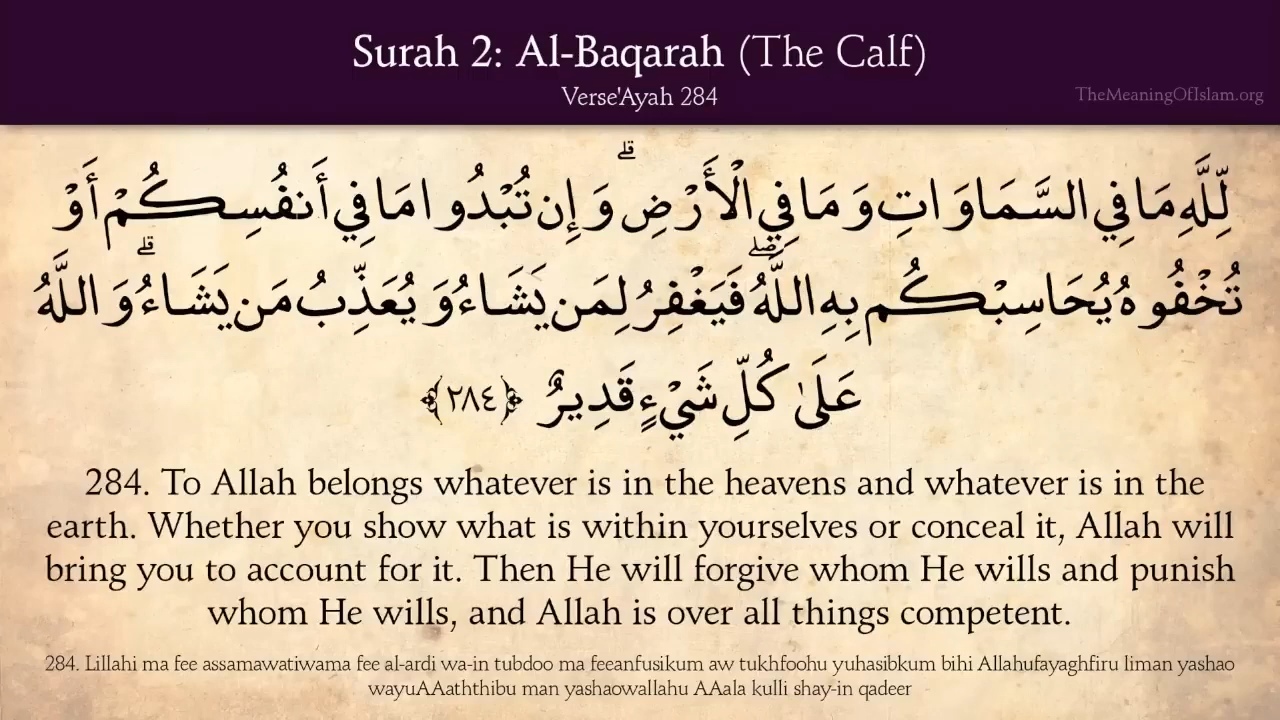 Surah 2: Al-Baqarah (The Calf)
Verse'Ayah 284
TheMeaningOfIslam.org
لِّلَّهِ مَا فِي السَّمَاوَاتِ وَمَا فِي الْأَرْضِ ۗ وَإِن تُبْدُوا مَا فِي أَنفُسِكُمْ أَوْ
تُخْفُوهُ يُحَاسِبْكُم بِهِ اللَّهُ ۖ فَيَغْفِرُ لِمَن يَشَاءُ وَيُعَذِّبُ مَن يَشَاءُ ۗ وَاللَّهُ
عَلَىٰ كُلِّ شَيْءٍ قَدِيرٌ ﴿٢٨٤﴾
284. To Allah belongs whatever is in the heavens and whatever is in the
earth. Whether you show what is within yourselves or conceal it, Allah will
bring you to account for it. Then He will forgive whom He wills and punish
whom He wills, and Allah is over all things competent.
284. Lillahi ma fee assamawatiwama fee al-ardi wa-in tubdoo ma feeanfusikum aw tukhfoohu yuhasibkum bihi Allahufayaghfiru liman yashao
wayuAAaththibu man yashaowallahu AAala kulli shay-in qadeer